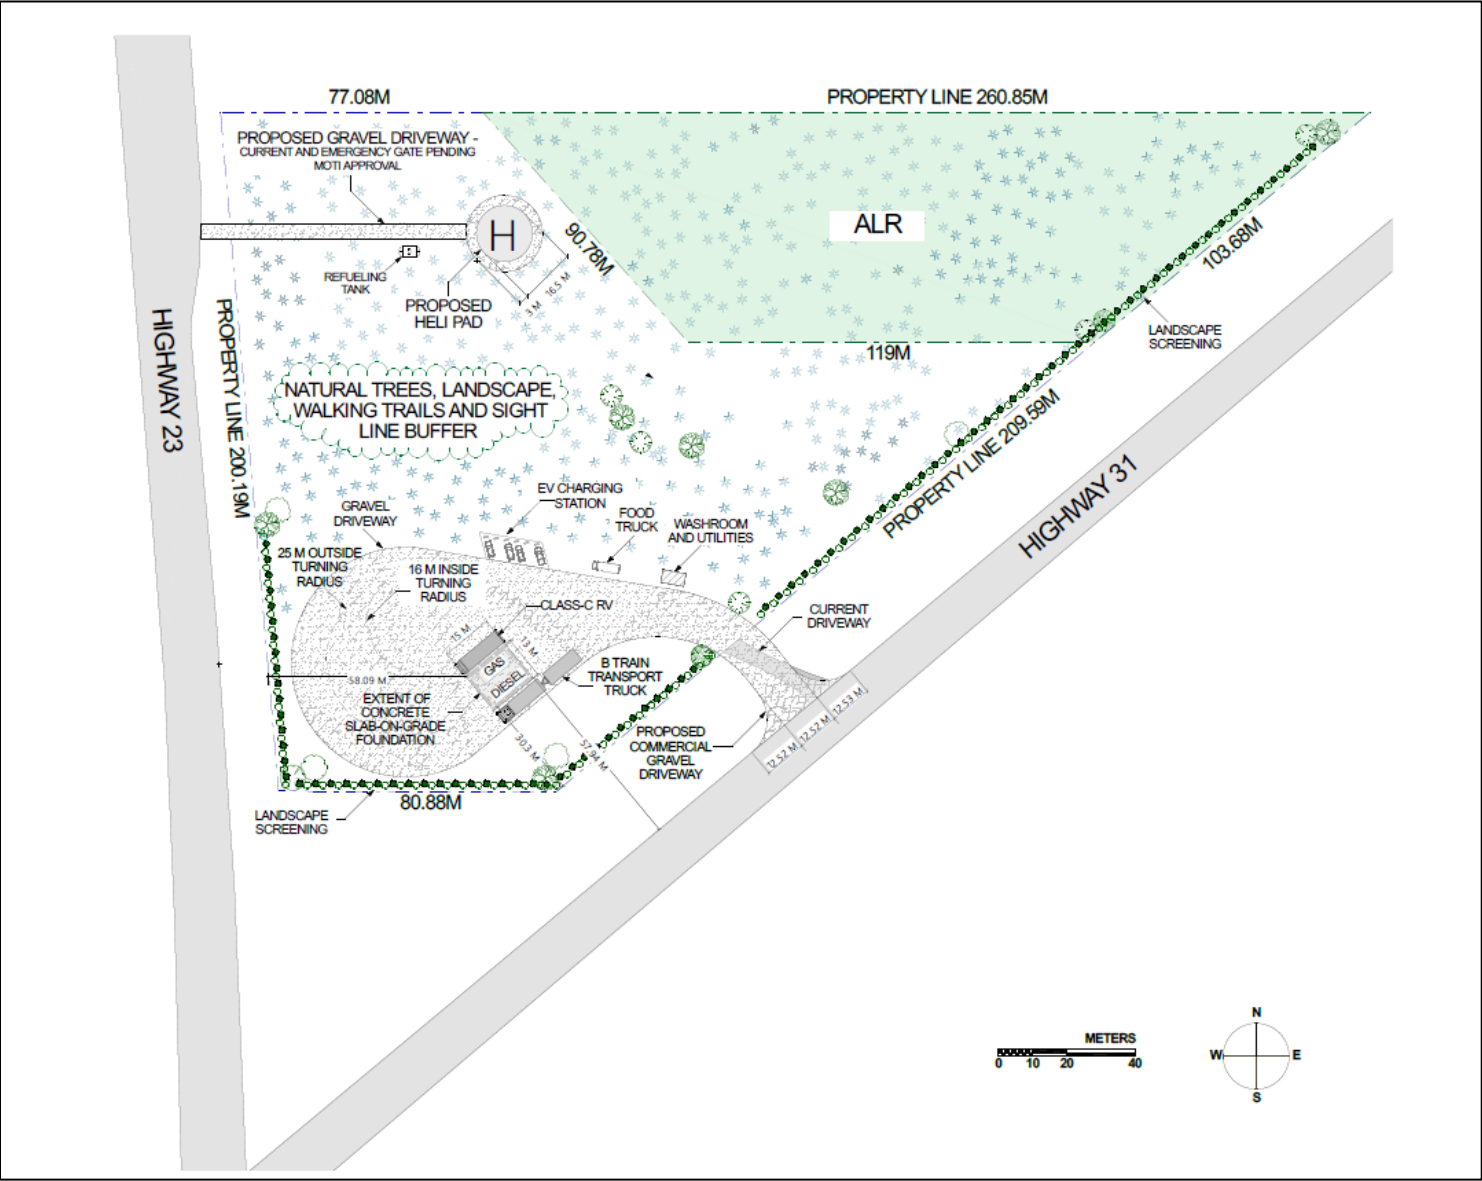 77.08M
PROPERTY LINE 260.85M
PROPOSED GRAVEL DRIVEWAY -
CURRENT AND EMERGENCY GATE PENDING
MOTI APPROVAL
H
ALR
90.78M
103.68M
REFUELING
TANK
PROPOSED
HELI PAD
3 M
16.5 M
HIGHWAY 23
PROPERTY LINE 200.19M
LANDSCAPE
SCREENING
119M
NATURAL TREES, LANDSCAPE,
WALKING TRAILS AND SIGHT
LINE BUFFER
PROPERTY LINE 209.59M
HIGHWAY 31
EV CHARGING
STATION
GRAVEL
DRIVEWAY
FOOD
TRUCK
WASHROOM
AND UTILITIES
25 M OUTSIDE
TURNING
RADIUS
16 M INSIDE
TURNING
RADIUS
CLASS-C RV
CURRENT
DRIVEWAY
15 M
13 M
GAS
DIESEL
B TRAIN
TRANSPORT
TRUCK
58.09 M
EXTENT OF
CONCRETE
SLAB-ON-GRADE
FOUNDATION
30.3 M
57.94 M
PROPOSED
COMMERCIAL
GRAVEL
DRIVEWAY
12.52 M
12.52 M
12.53 M
80.88M
LANDSCAPE
SCREENING
METERS
0 10 20 40
N
W E
S